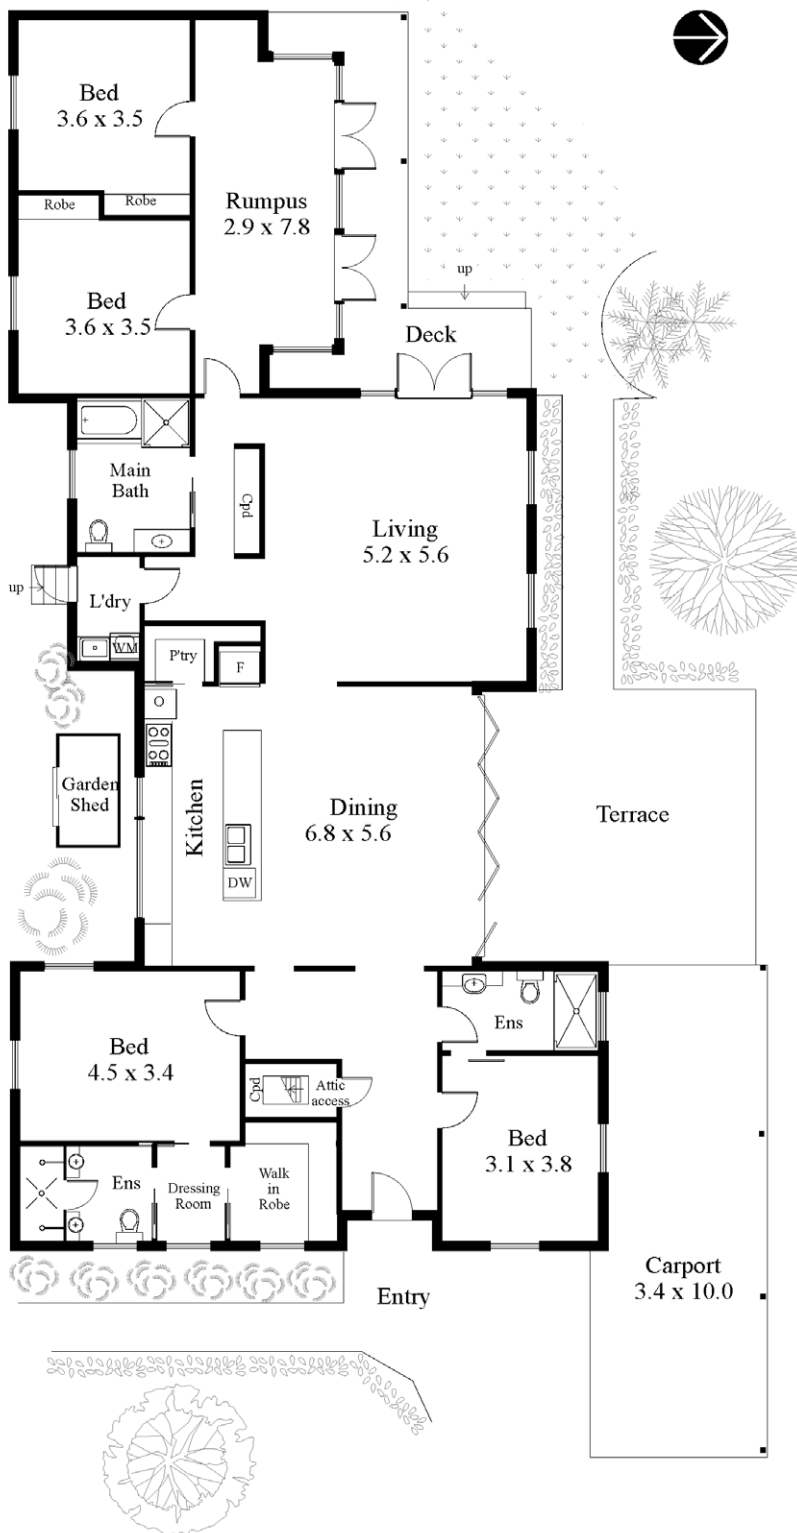 Bed
3.6 x 3.5
Robe
Robe
Rumpus
2.9 x 7.8
Bed
3.6 x 3.5
up
Deck
Main
Bath
Cpd
Living
5.2 x 5.6
up
L'dry
WM
P'try
F
O
Garden
Shed
Kitchen
Dining
6.8 x 5.6
DW
Terrace
Bed
4.5 x 3.4
Ens
Cpd
Attic
access
Bed
3.1 x 3.8
Ens
Dressing
Room
Walk
in
Robe
Carport
3.4 x 10.0
Entry